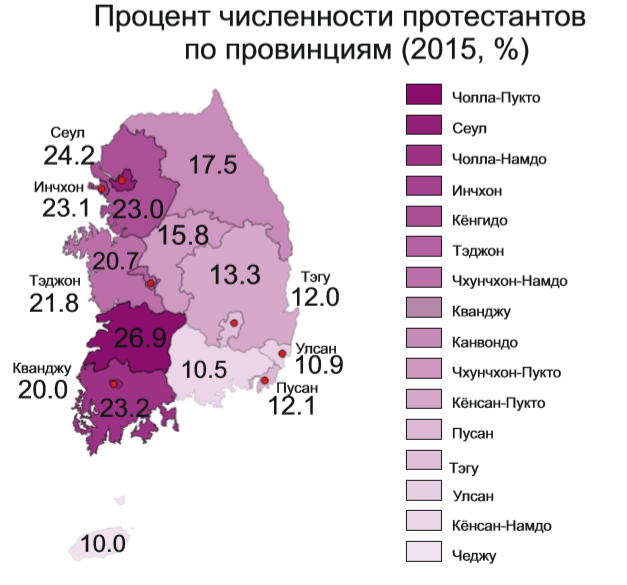 Процент численности протестантов
по провинциям (2015, %)
Сеул
24.2
17.5
Инчхон
23.1
23.0
15.8
20.7
13.3
Тэгу
12.0
Тэджон
21.8
26.9
Улсан
10.9
10.5
Кванджу
20.0
Пусан
12.1
23.2
10.0
Чолла-Пукто
Сеул
Чолла-Намдо
Инчхон
Кёнгидо
Тэджон
Чхунчхон-Намдо
Кванджу
Канвондо
Чхунчхон-Пукто
Кёнсан-Пукто
Пусан
Тэгу
Улсан
Кёнсан-Намдо
Чеджу